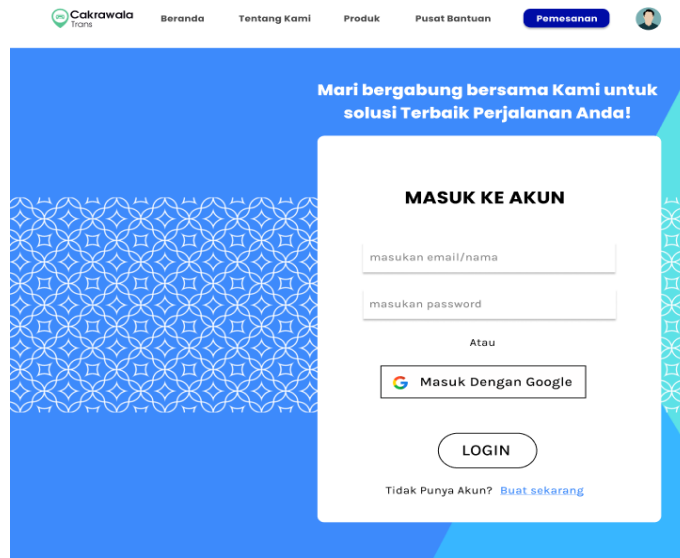 Cakrawala
Trans
Beranda
Tentang Kami
Produk
Pusat Bantuan
Pemesanan
Mari bergabung bersama Kami untuk
solusi Terbaik Perjalanan Anda!
MASUK KE AKUN
masukan email/nama
masukan password
Atau
Masuk Dengan Google
LOGIN
Tidak Punya Akun? Buat sekarang